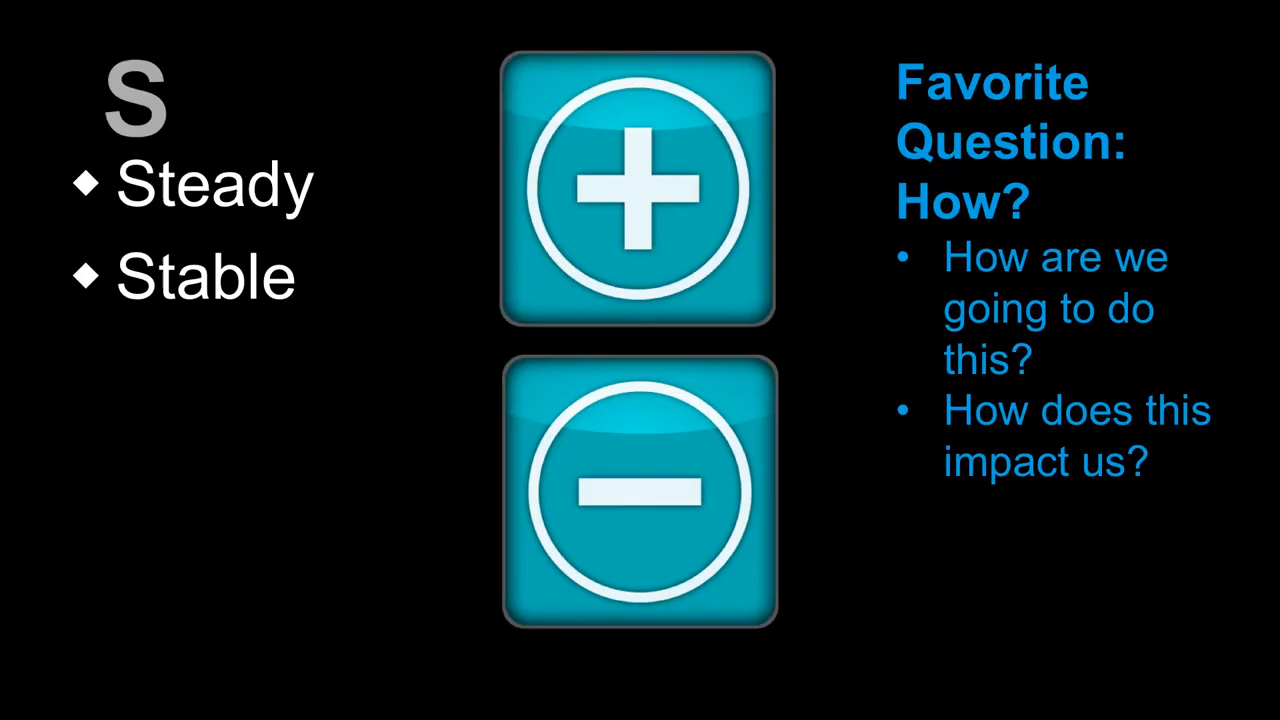 S
◆ Steady
◆ Stable
Favorite
Question:
How?
• How are we
going to do
this?
• How does this
impact us?